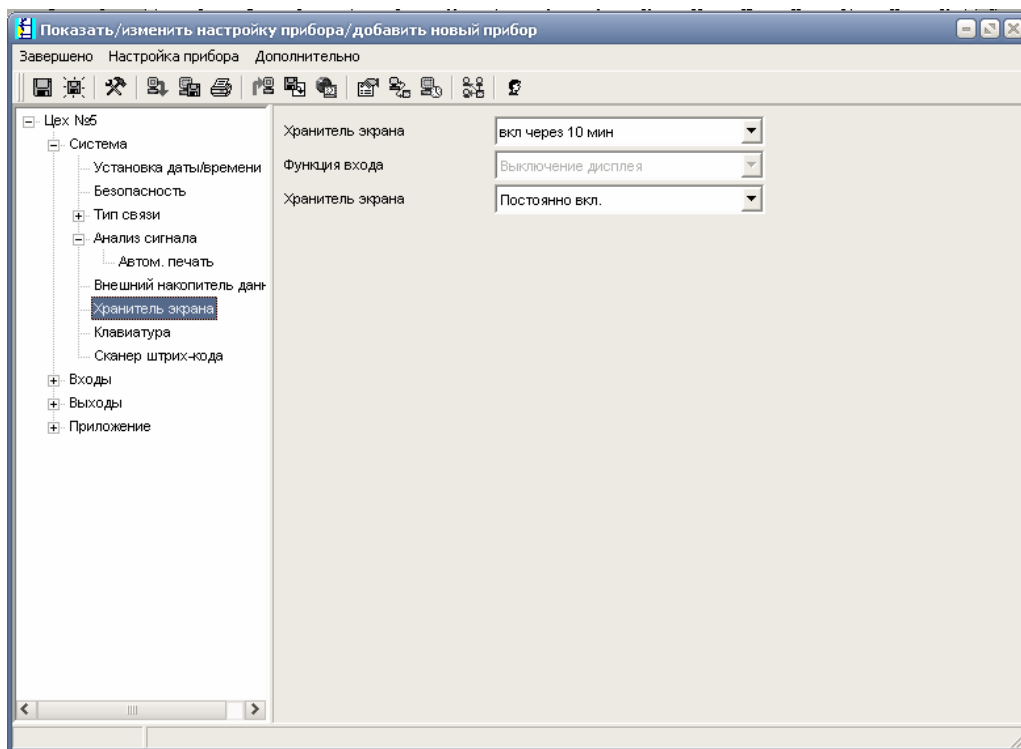 Показать/изменить настройку прибора/добавить новый прибор
Завершено Настройка прибора Дополнительно
Цех №5
Система
Установка даты/времени
Безопасность
Тип связи
Анализ сигнала
Автом. печать
Внешний накопитель данн
Хранитель экрана
Клавиатура
Сканер штрих-кода
Входы
Выходы
Приложение
Хранитель экрана вкл через 10 мин
Функция входа Выключение дисплея
Хранитель экрана Постоянно вкл.